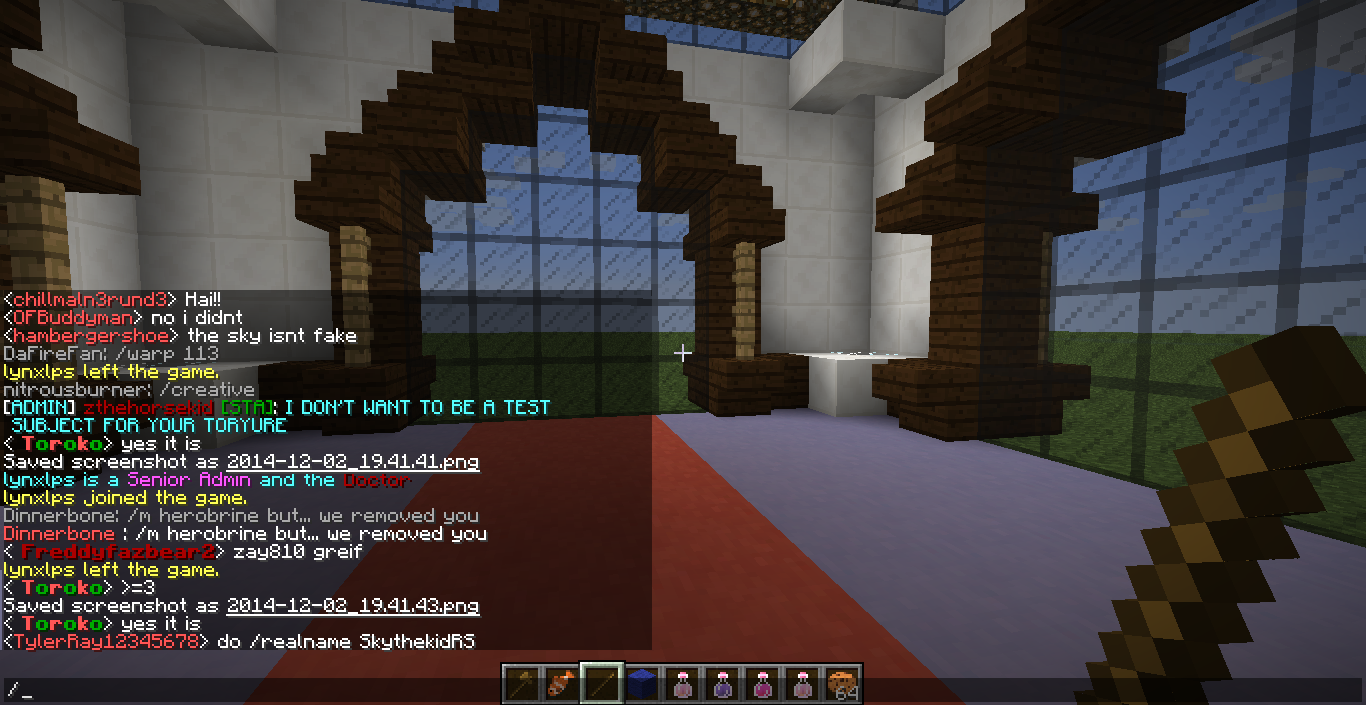 <chillmaln3rund3> Hai!!
<OFBuddyman> no i didnt
<hambergershoe> the sky isnt fake
DaFireFan: /warp 113
lynxlps left the game.
nitrousburner: /creative
[ADMIN] zthehorsekid [STA]: I DON'T WANT TO BE A TEST
SUBJECT FOR YOUR TORYURE
< Toroko> yes it is
Saved screenshot as 2014-12-02_19.41.41.png
lynxlps is a Senior Admin and the Doctor
lynxlps joined the game.
Dinnerbone: /m herobrine but... we removed you
Dinnerbone : /m herobrine but... we removed you
< Freddyfazbear2> zay810 greif
lynxlps left the game.
< Toroko> >=3
Saved screenshot as 2014-12-02_19.41.43.png
< Toroko> yes it is
<TylerRay12345678> do /realname SkythekidRS
64
/_